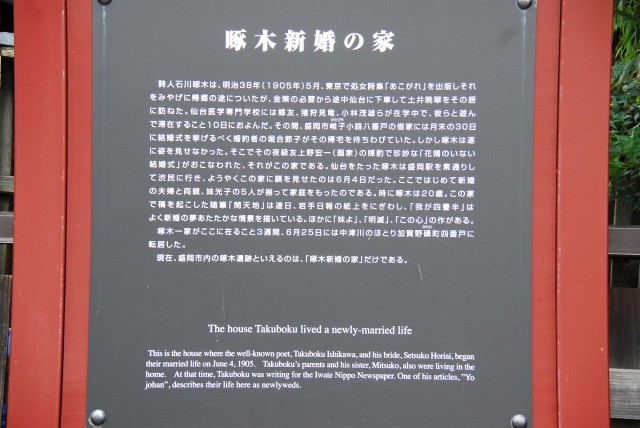 啄木新婚の家
詩人石川啄木は、明治38年(1905年)5月、東京で処女詩集「あこがれ」を出版しそれ
をみやげに帰郷の途についたが、金策の必要から途中仙台に下車して土井晩翠をその居
に訪ねた。仙台医学専門学校には郷友、猪狩見竜、小林茂雄らが在学中で、彼らと遊ん
で滞在すること10日におよんだ。その間、盛岡市帷子小路八番戸の借家には月末の30日
に結婚式を挙げるべく婚約者の堀合節子がその帰宅を待ちわびていた。しかし啄木は遂
に姿を見せなかった。そこでその夜級友上野宏一(画家)の媒酌で珍妙な「花婿のいない
結婚式」がおこなわれた、それがこの家である。仙台をたった啄木は盛岡駅を素通りし
て渋民に行き、ようやくこの家に顔を見せたのは6月4日だった。ここではじめて新婚
の夫婦と両親、妹光子の5人が揃って家庭をもったのである。時に啄木は20歳。この家
で稿を起こした随筆「閑天地」は連日、岩手日報の紙上をにぎわし、「我が四畳半」は
よく新婚の夢あたたかな情景を描いている。ほかに「妹よ」、「明滅」、「この心」の作がある。
啄木一家がここに在ること3週間、6月25日には中津川のほとり加賀野磧町四番戸に
転居した。
現在、盛岡市内の啄木遺跡といえるのは、「啄木新婚の家」だけである。
The house Takuboku lived a newly-married life
This is the house where the well-known poet, Takuboku Ishikawa, and his bride, Setsuko Horiai, began
their married life on June 4, 1905. Takuboku's parents and his sister, Mitsuko, also were living in the
home. At that time, Takuboku was writing for the Iwate Nippo Newspaper. One of his articles, "Yo
johan", describes their life here as newlyweds.